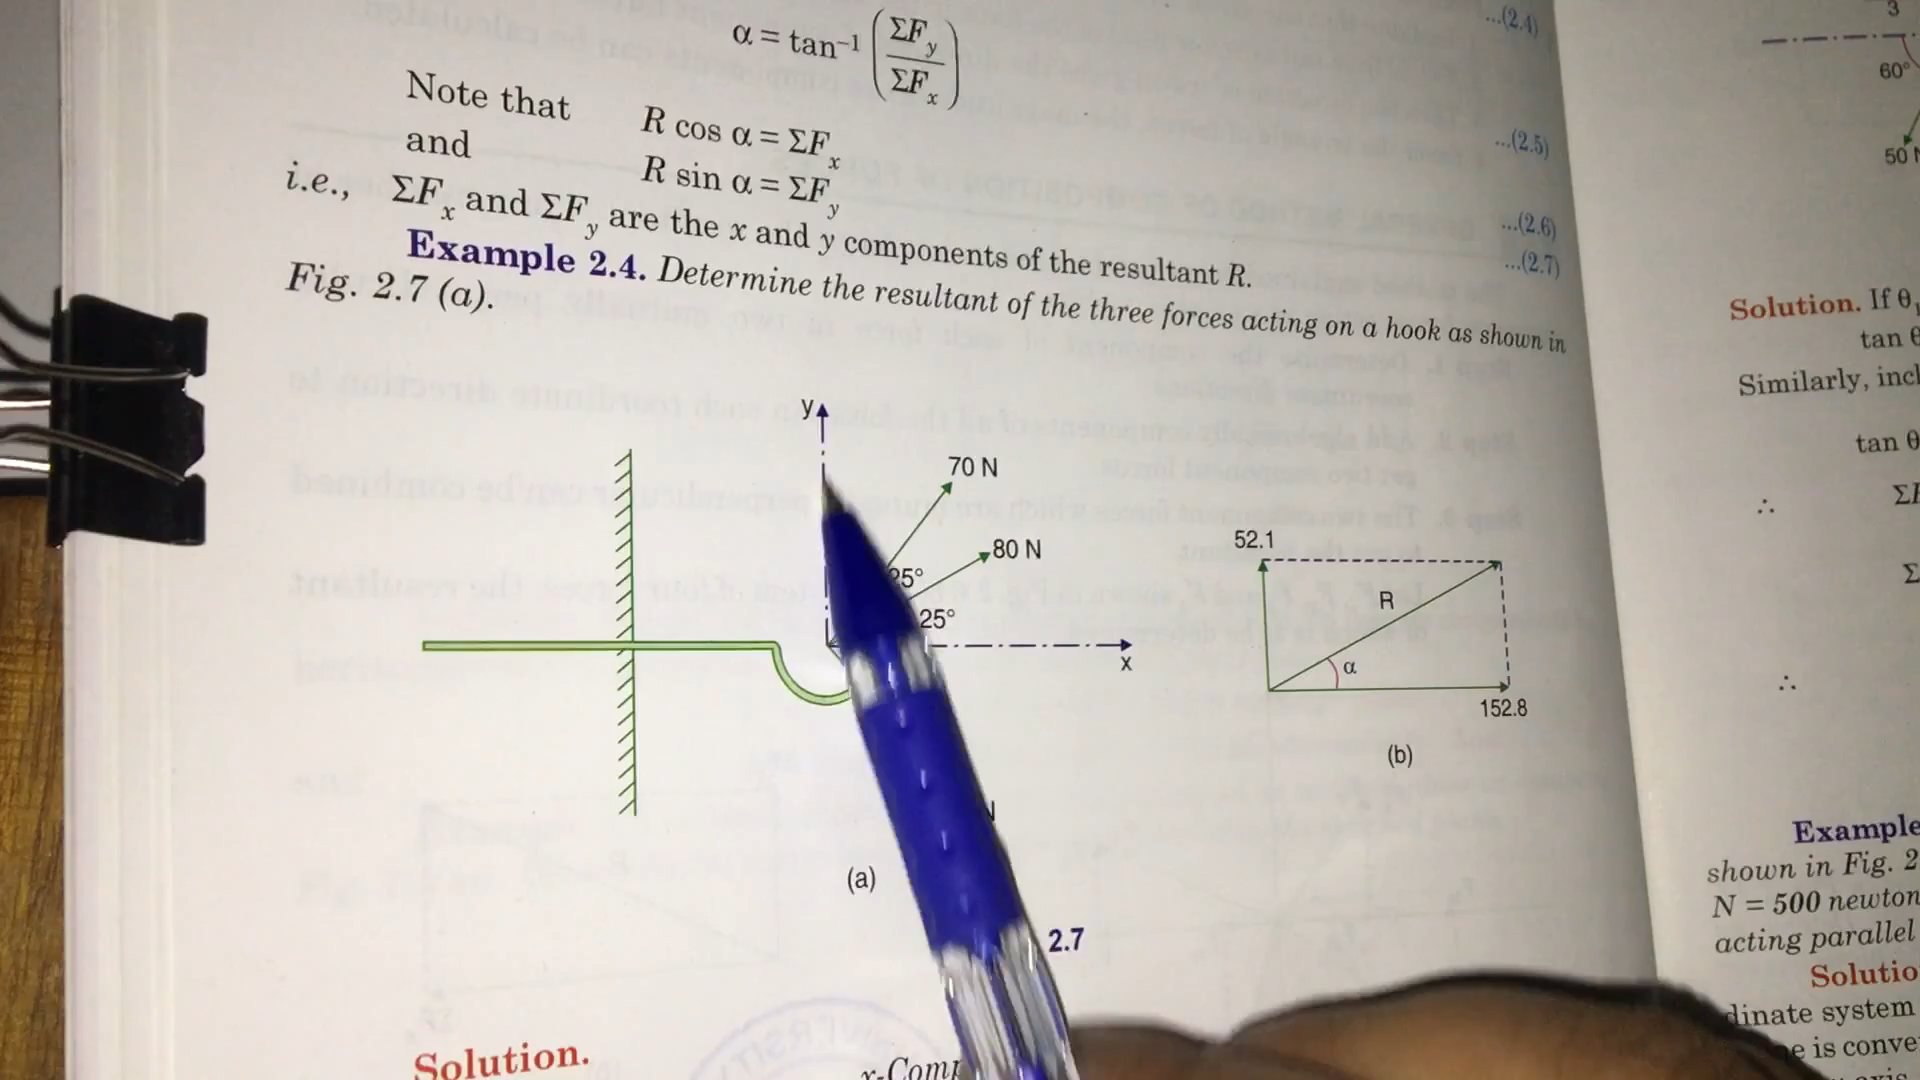 ...(2.4)
α = tan⁻¹ (ΣFy / ΣFx)
Note that R cos α = ΣFx ...(2.5)
and R sin α = ΣFy ...(2.6)
i.e., ΣFx and ΣFy are the x and y components of the resultant R. ...(2.7)
Example 2.4. Determine the resultant of the three forces acting on a hook as shown in
Fig. 2.7 (a).
y
70 N
80 N
25°
25°
x
(a)
52.1
R
α
152.8
(b)
2.7
Solution.
3
60°
50 N
Solution. If θ
tan θ
Similarly,
tan θ
∴
Σ
∴
Example
shown in Fig. 2
N = 500 newton
acting parallel
system
is